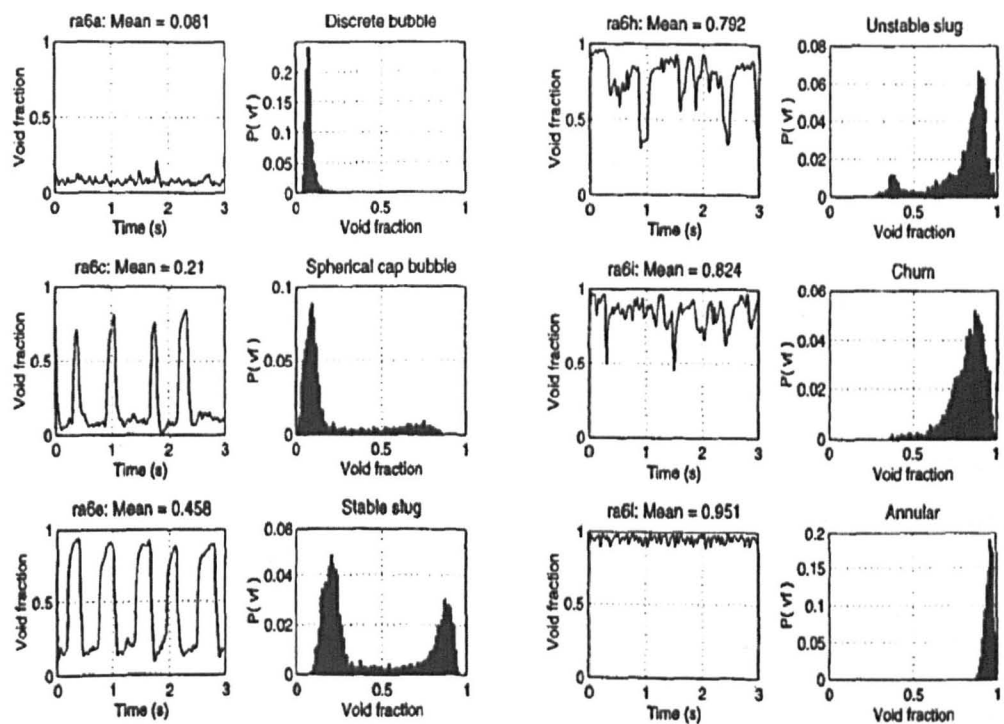 ra6a: Mean = 0.081
1
Void fraction
0.5
0
0 1 2 3
Time (s)
Discrete bubble
P( vf )
0.2
0.15
0.1
0.05
0
0 0.5 1
Void fraction
ra6h: Mean = 0.792
1
Void fraction
0.5
0
0 1 2 3
Time (s)
Unstable slug
0.08
P( vf )
0.06
0.04
0.02
0
0 0.5 1
Void fraction
ra6c: Mean = 0.21
1
Void fraction
0.5
0
0 1 2 3
Time (s)
Spherical cap bubble
0.1
P( vf )
0.05
0
0 0.5 1
Void fraction
ra6i: Mean = 0.824
1
Void fraction
0.5
0
0 1 2 3
Time (s)
Churn
0.06
P( vf )
0.04
0.02
0
0 0.5 1
Void fraction
ra6e: Mean = 0.458
1
Void fraction
0.5
0
0 1 2 3
Time (s)
Stable slug
0.08
P( vf )
0.04
0.02
0
0 0.5 1
Void fraction
ra6l: Mean = 0.951
1
Void fraction
0.5
0
0 1 2 3
Time (s)
Annular
0.2
P( vf )
0.15
0.1
0.05
0
0 0.5 1
Void fraction